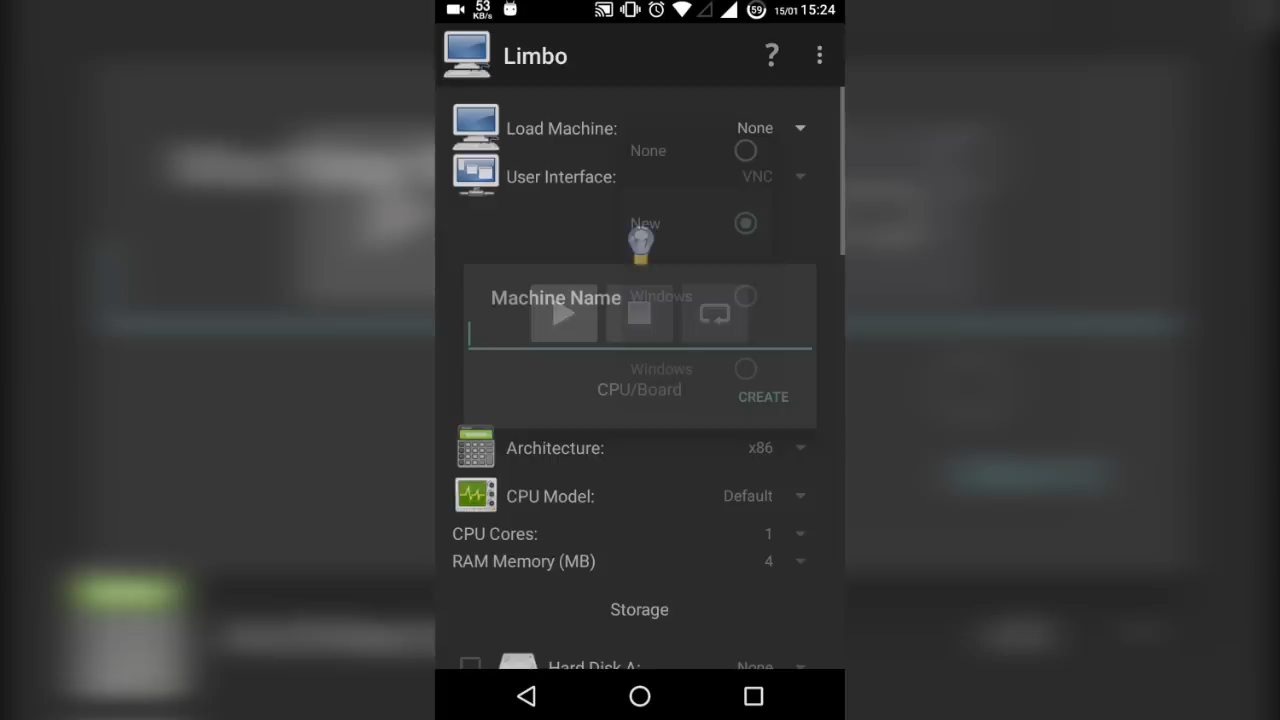 53
KB/s
59
15/01 15:24
Limbo
?
Load Machine: None
None
User Interface: VNC
New
Machine Name
Windows
Windows
CPU/Board
CREATE
Architecture: x86
CPU Model: Default
CPU Cores: 1
RAM Memory (MB) 4
Storage
Hard Disk A: None